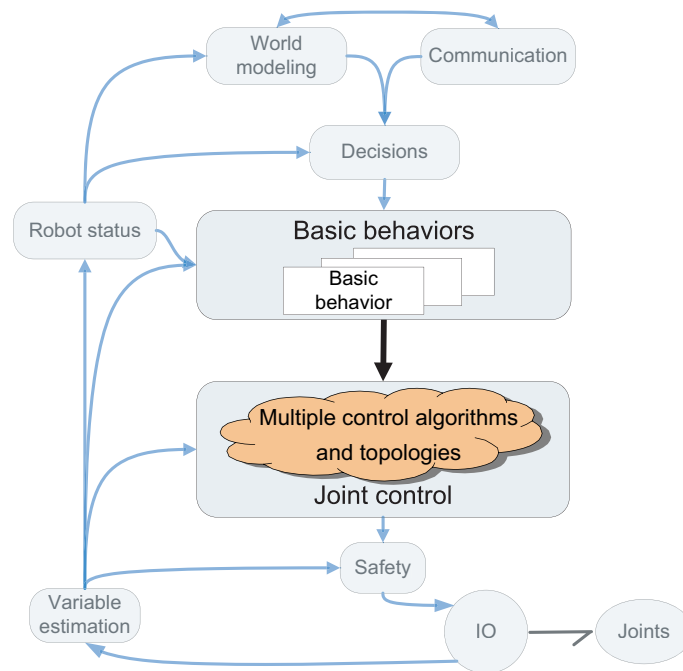 World
modeling
Communication
Decisions
Robot status
Basic behaviors
Basic
behavior
Multiple control algorithms
and topologies
Joint control
Safety
Variable
estimation
IO
Joints